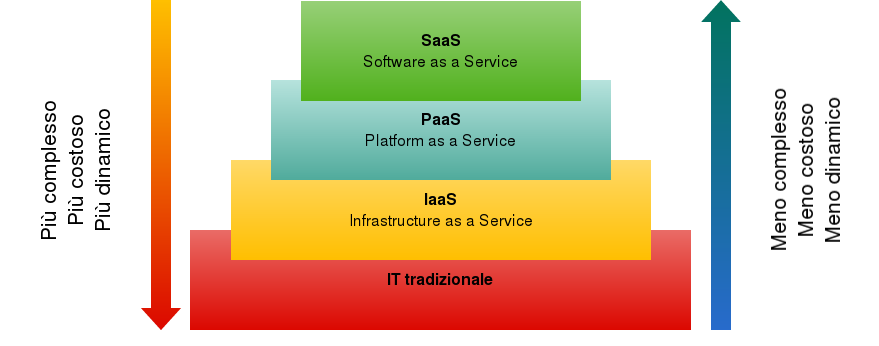 SaaS
Software as a Service
PaaS
Platform as a Service
IaaS
Infrastructure as a Service
IT tradizionale
Più complesso
Più costoso
Più dinamico
Meno complesso
Meno costoso
Meno dinamico